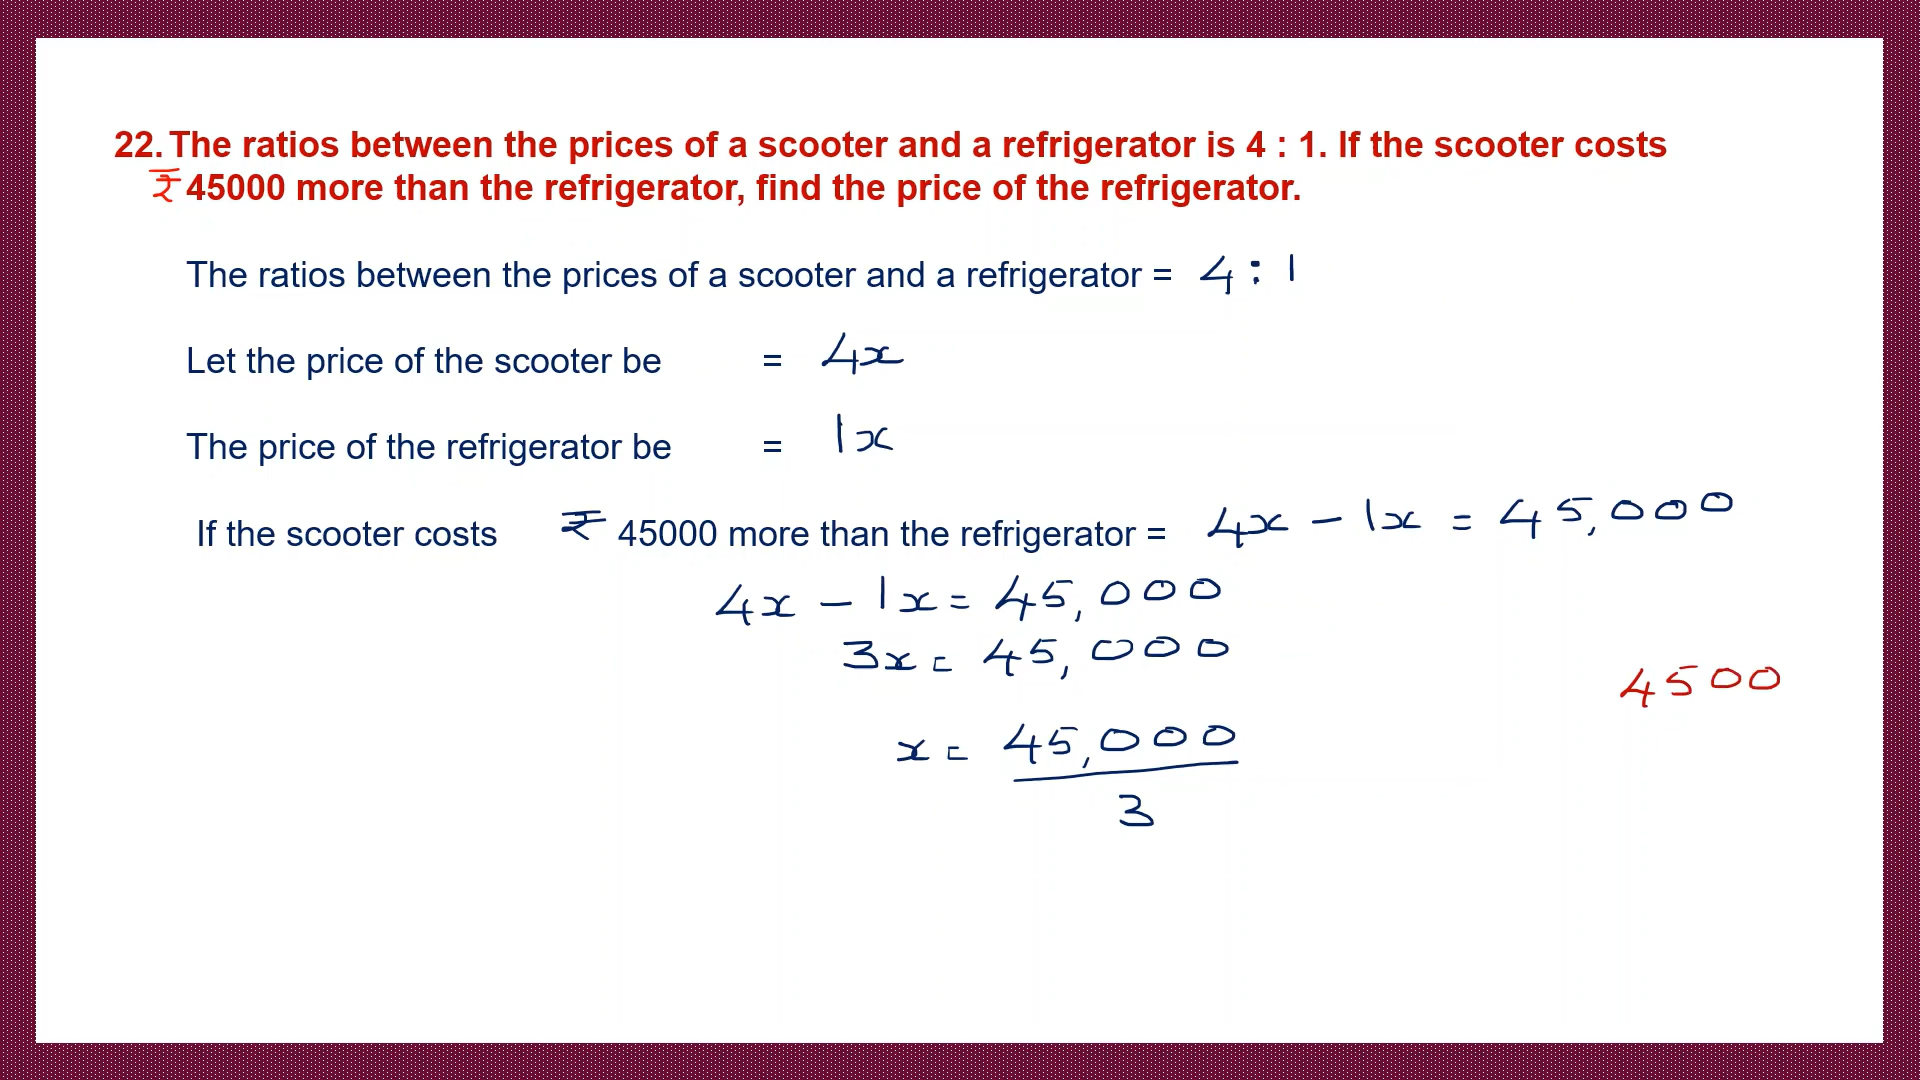 22. The ratios between the prices of a scooter and a refrigerator is 4 : 1. If the scooter costs
₹ 45000 more than the refrigerator, find the price of the refrigerator.
The ratios between the prices of a scooter and a refrigerator = 4 : 1
Let the price of the scooter be = 4x
The price of the refrigerator be = 1x
If the scooter costs ₹ 45000 more than the refrigerator = 4x - 1x = 45,000
4x - 1x = 45,000
3x = 45,000
4500
x = 45,000
3